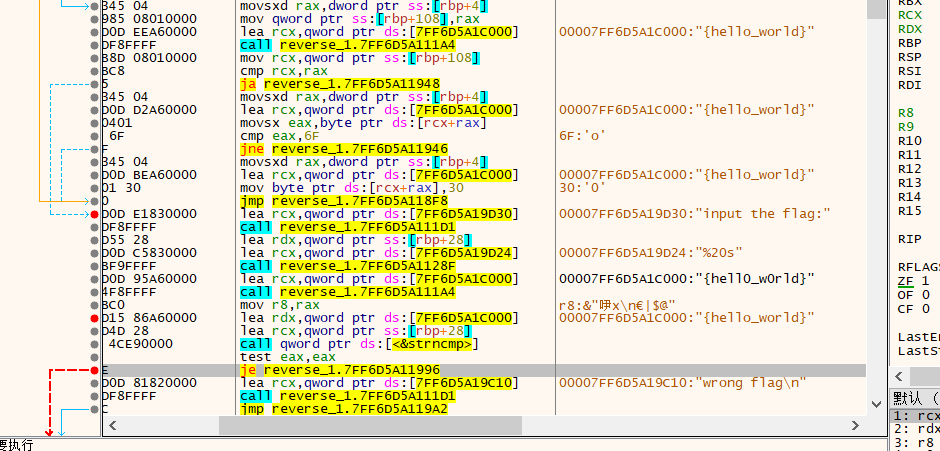 345 04 movsxd rax,dword ptr ss:[rbp+4] RBX
985 08010000 mov qword ptr ss:[rbp+108],rax RCX
D0D EEA60000 lea rcx,qword ptr ds:[7FF6D5A1C000] 00007FF6D5A1C000:"{hello_world}" RDX
DF8FFFF call reverse_1.7FF6D5A111A4 RBP
B8D 08010000 mov rcx,qword ptr ss:[rbp+108] RSP
BC8 cmp rcx,rax RSI
5 ja reverse_1.7FF6D5A11948 RDI
345 04 movsxd rax,dword ptr ss:[rbp+4]
D0D D2A60000 lea rcx,qword ptr ds:[7FF6D5A1C000] 00007FF6D5A1C000:"{hello_world}" R8
0401 movsx eax,byte ptr ds:[rcx+rax] R9
6F cmp eax,6F 6F:'o' R10
F jne reverse_1.7FF6D5A11946 R11
345 04 movsxd rax,dword ptr ss:[rbp+4] R12
D0D BEA60000 lea rcx,qword ptr ds:[7FF6D5A1C000] 00007FF6D5A1C000:"{hello_world}" R13
01 30 mov byte ptr ds:[rcx+rax],30 30:'0' R14
0 jmp reverse_1.7FF6D5A118F8 R15
D0D E1830000 lea rcx,qword ptr ds:[7FF6D5A19D30] 00007FF6D5A19D30:"input the flag:"
DF8FFFF call reverse_1.7FF6D5A111D1
D55 28 lea rdx,qword ptr ss:[rbp+28] RIP
D0D C5830000 lea rcx,qword ptr ds:[7FF6D5A19D24] 00007FF6D5A19D24:"%20s"
BF9FFFF call reverse_1.7FF6D5A1128F RFLAGS
D0D 95A60000 lea rcx,qword ptr ds:[7FF6D5A1C000] 00007FF6D5A1C000:"{hell0_w0rld}" ZF 1
4F8FFFF call reverse_1.7FF6D5A111A4 OF 0
BC0 mov r8,rax CF 0
D15 86A60000 lea rdx,qword ptr ds:[7FF6D5A1C000] 00007FF6D5A1C000:"{hello_world}"
D4D 28 lea rcx,qword ptr ss:[rbp+28]
4CE90000 call qword ptr ds:[<&strncmp>]
test eax,eax
E je reverse_1.7FF6D5A11996
D0D 81820000 lea rcx,qword ptr ds:[7FF6D5A19C10] 00007FF6D5A19C10:"wrong flag\n"
DF8FFFF call reverse_1.7FF6D5A111D1 默认 (
C jmp reverse_1.7FF6D5A119A2 1: rcx
2: rdx
要执行 3: r8